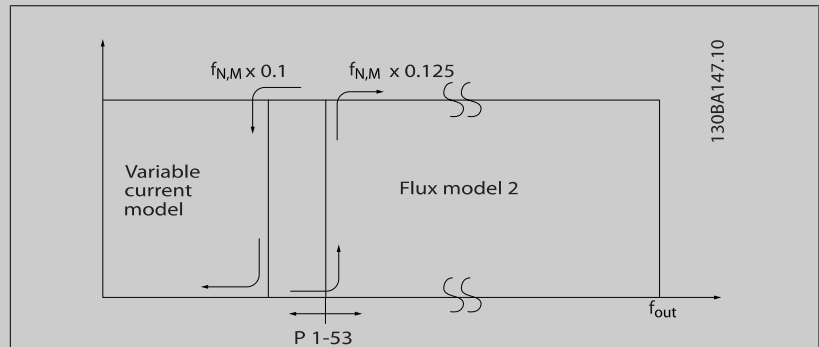 f_N,M x 0.1
f_N,M x 0.125
130BA147.10
Variable
current
model
Flux model 2
f_out
P 1-53